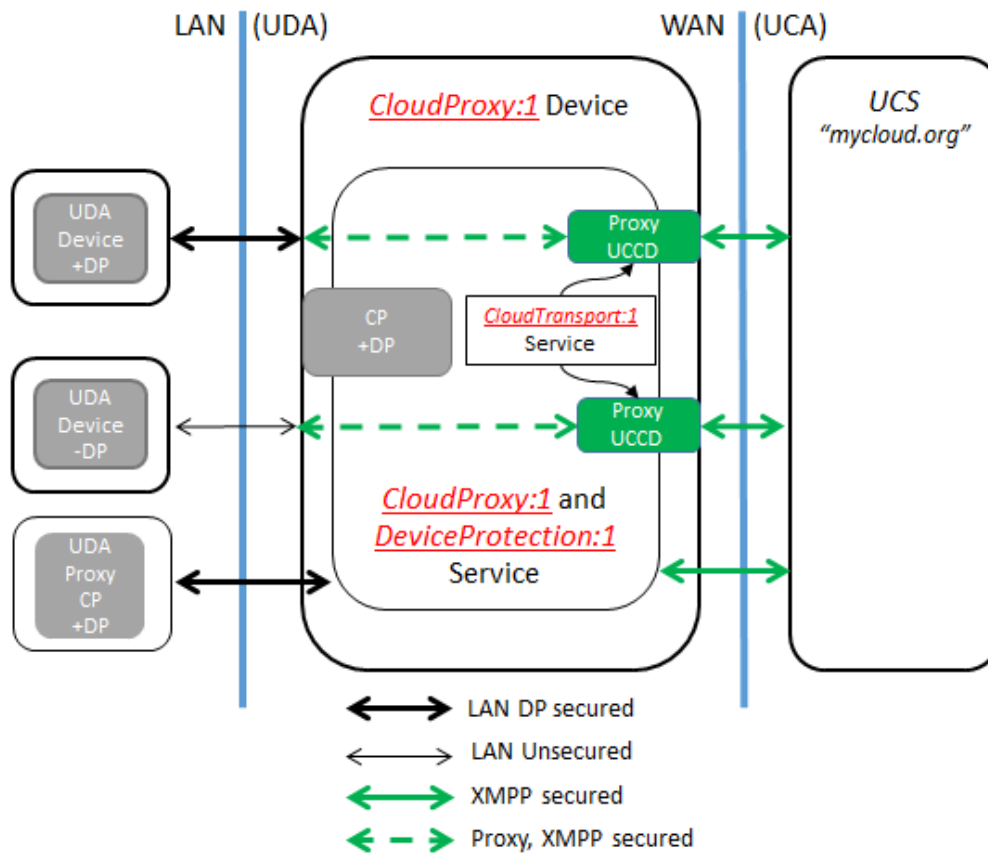 LAN (UDA) WAN (UCA)
CloudProxy:1 Device
UCS
“mycloud.org”
UDA
Device
+DP
Proxy
UCCD
CP
+DP
CloudTransport:1
Service
UDA
Device
-DP
Proxy
UCCD
CloudProxy:1 and
DeviceProtection:1
Service
UDA
Proxy
CP
+DP
LAN DP secured
LAN Unsecured
XMPP secured
Proxy, XMPP secured